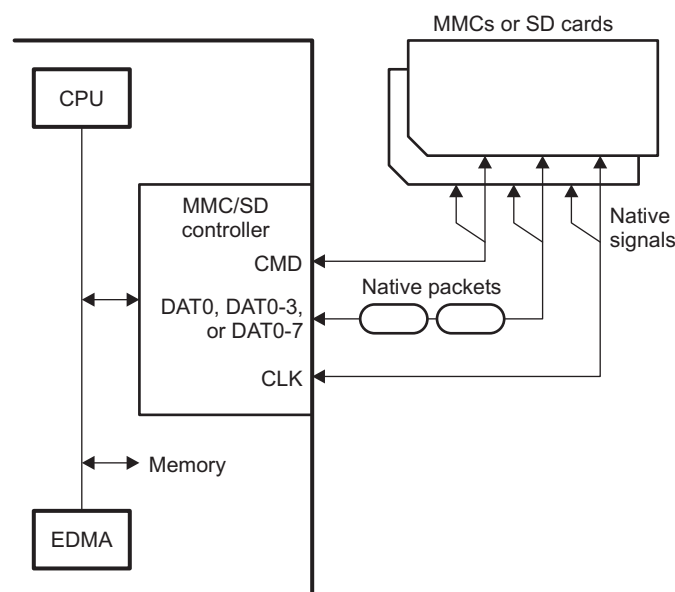 MMCs or SD cards
CPU
MMC/SD
controller
Native
signals
CMD
Native packets
DAT0, DAT0-3,
or DAT0-7
CLK
Memory
EDMA